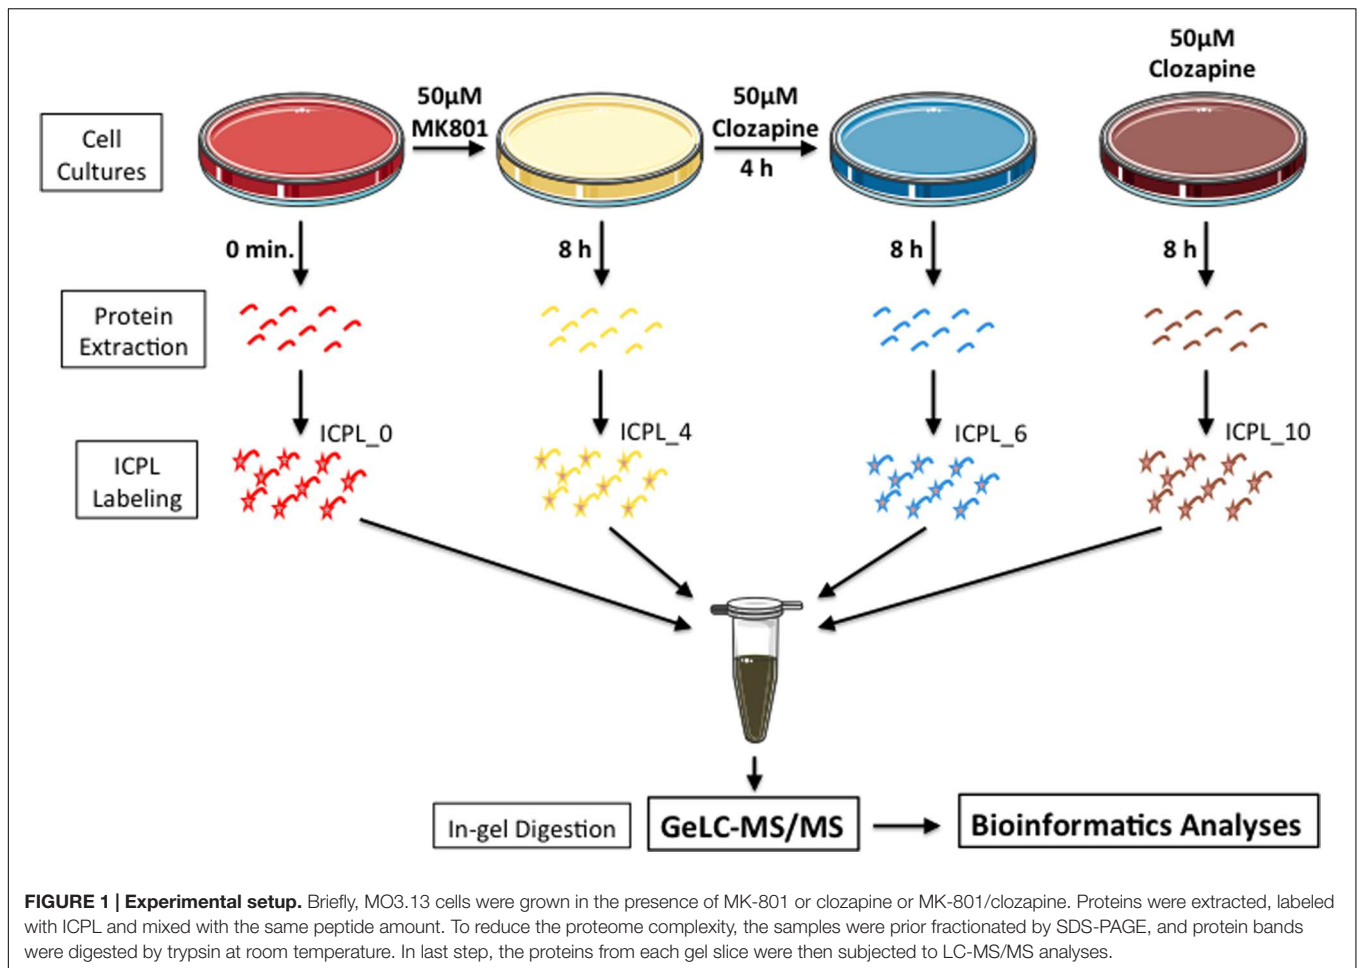 50µM
Clozapine
50µM
MK801
50µM
Clozapine
4 h
Cell
Cultures
0 min.
8 h
8 h
8 h
Protein
Extraction
ICPL_0
ICPL_4
ICPL_6
ICPL_10
ICPL
Labeling
In-gel Digestion
GeLC-MS/MS
Bioinformatics Analyses
FIGURE 1 | Experimental setup. Briefly, MO3.13 cells were grown in the presence of MK-801 or clozapine or MK-801/clozapine. Proteins were extracted, labeled
with ICPL and mixed with the same peptide amount. To reduce the proteome complexity, the samples were prior fractionated by SDS-PAGE, and protein bands
were digested by trypsin at room temperature. In last step, the proteins from each gel slice were then subjected to LC-MS/MS analyses.